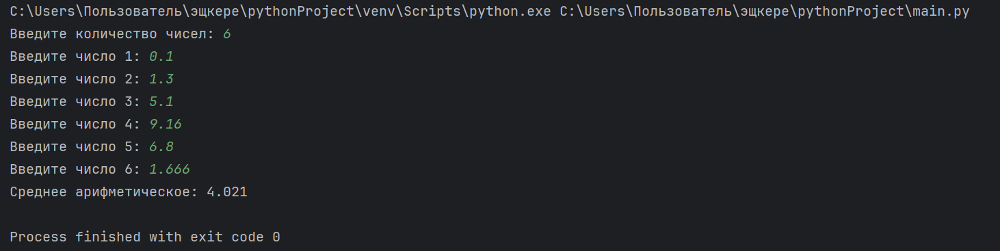 C:\Users\Пользователь\эщкере\pythonProject\venv\Scripts\python.exe C:\Users\Пользователь\эщкере\pythonProject\main.py
Введите количество чисел: 6
Введите число 1: 0.1
Введите число 2: 1.3
Введите число 3: 5.1
Введите число 4: 9.16
Введите число 5: 6.8
Введите число 6: 1.666
Среднее арифметическое: 4.021
Process finished with exit code 0